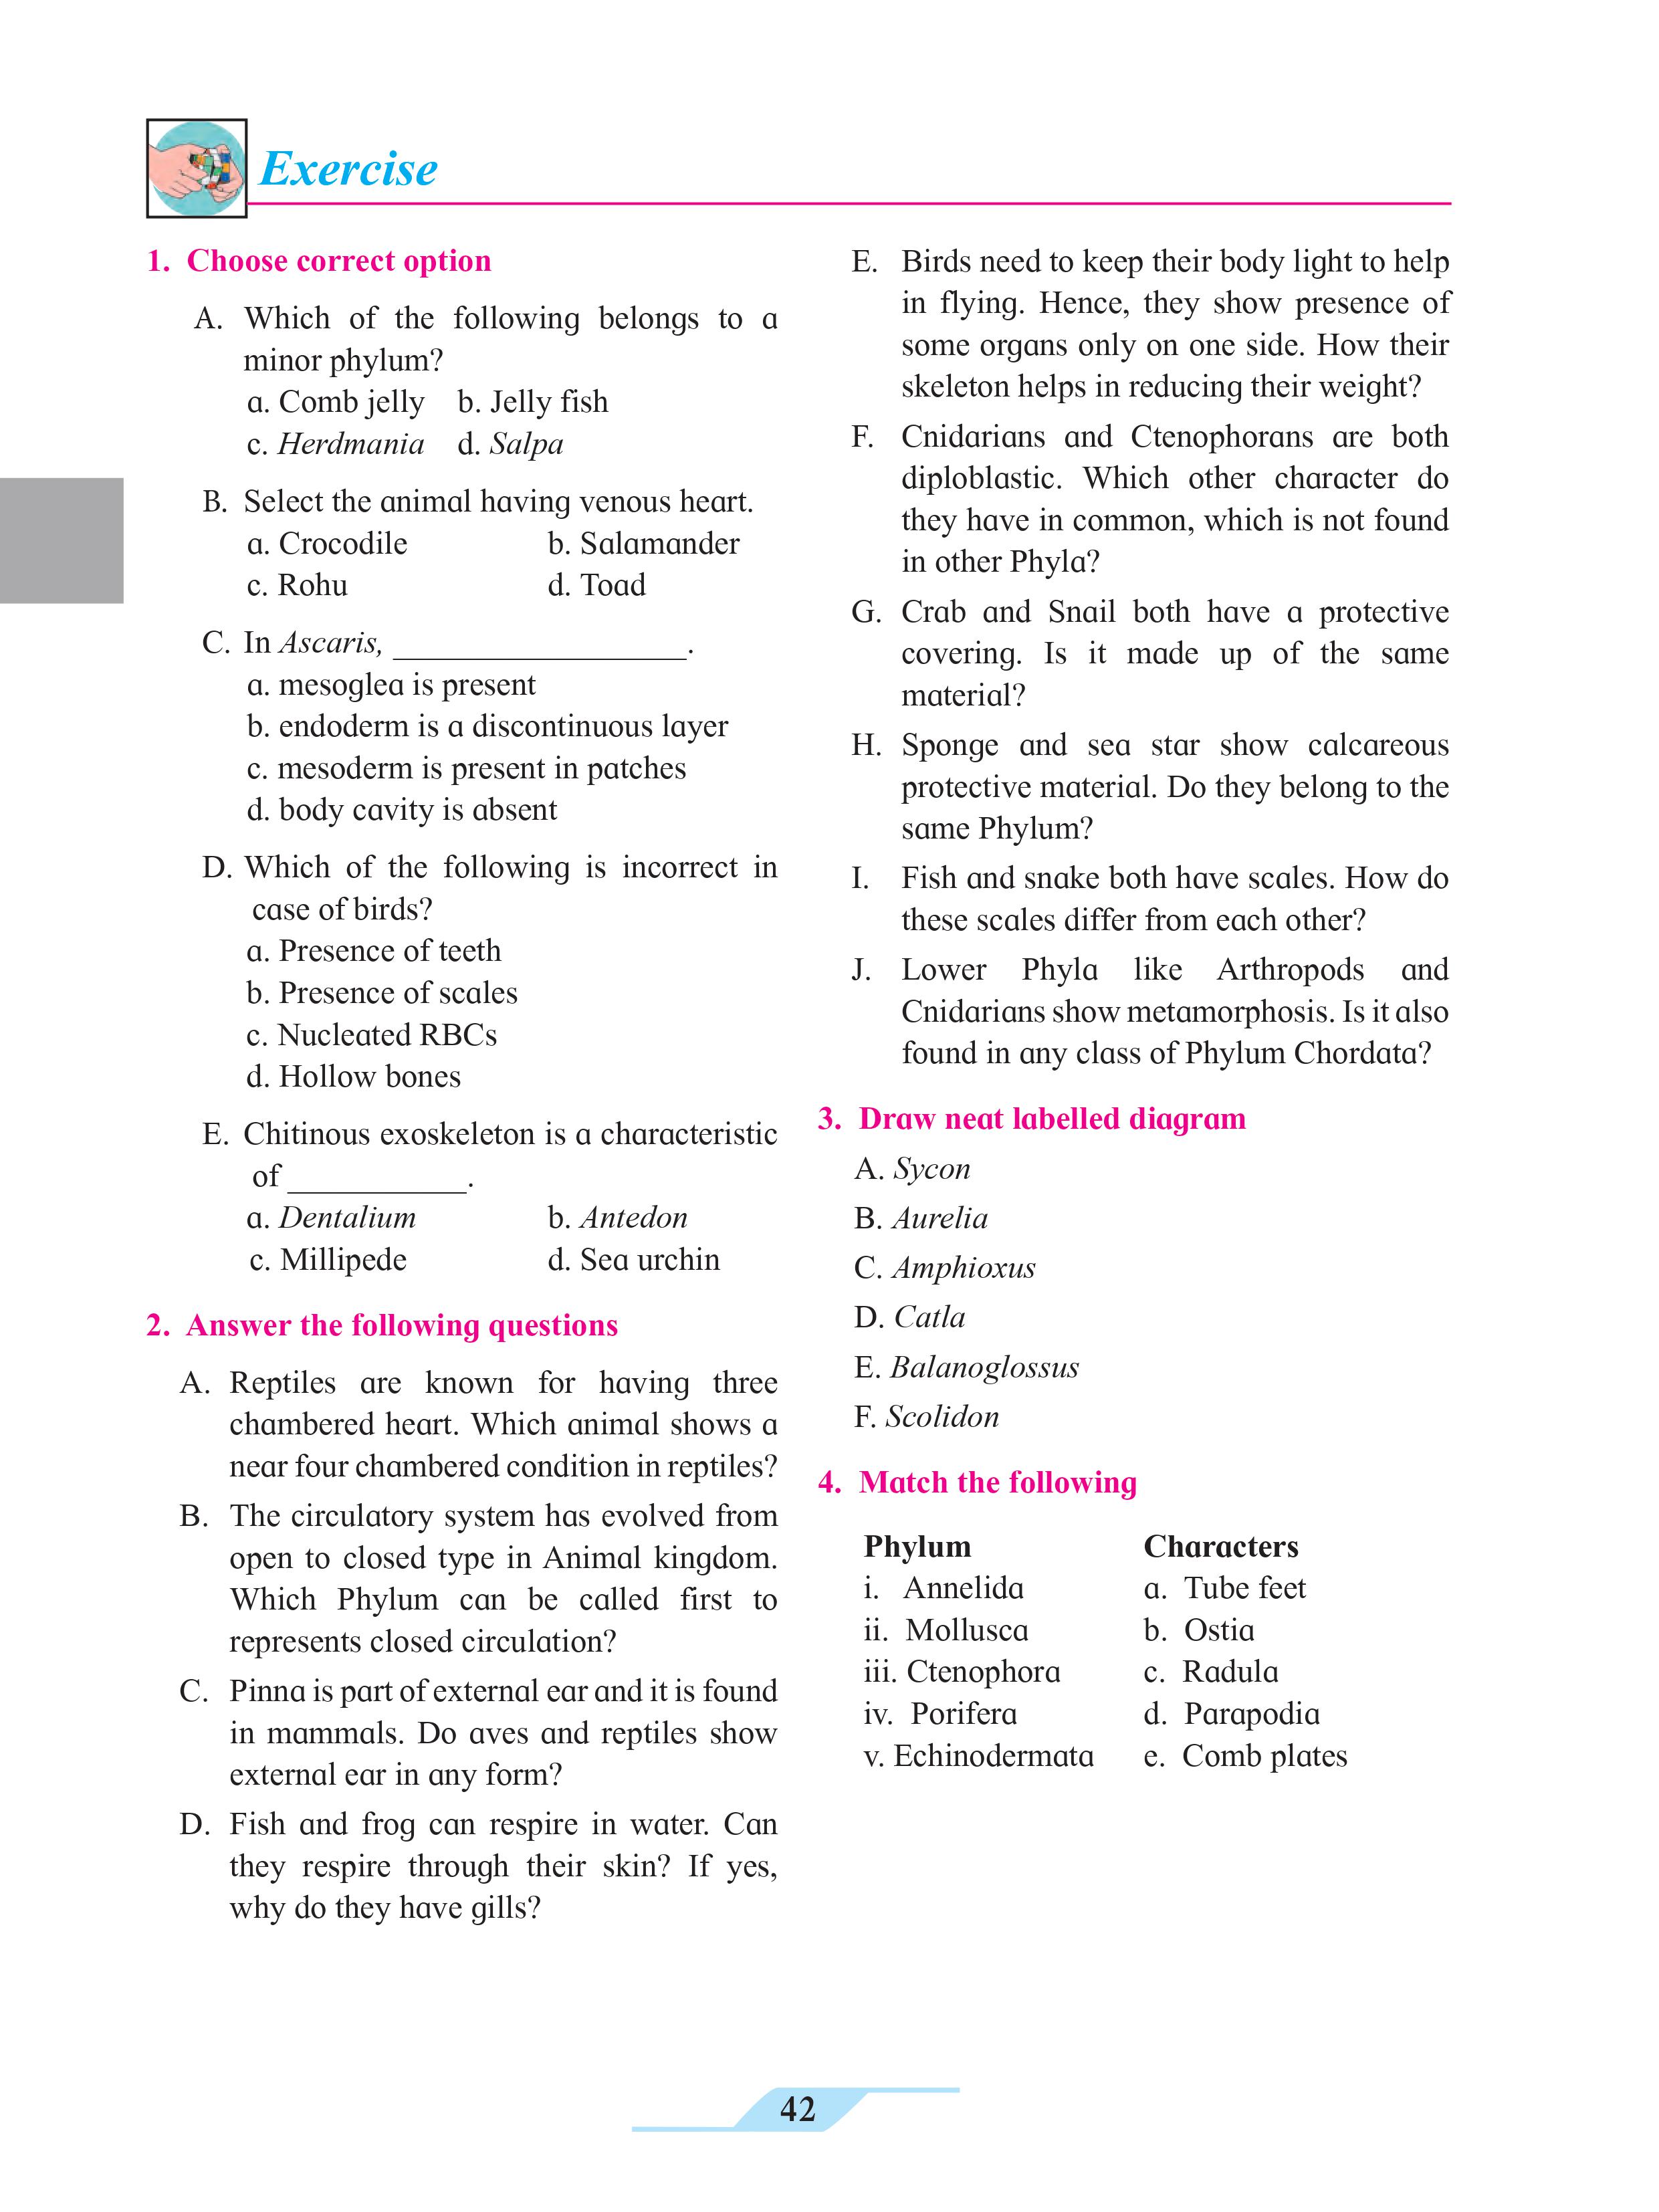 Exercise
1. Choose correct option
A. Which of the following belongs to a
minor phylum?
a. Comb jelly b. Jelly fish
c. Herdmania d. Salpa
B. Select the animal having venous heart.
a. Crocodile b. Salamander
c. Rohu d. Toad
C. In Ascaris, __________________.
a. mesoglea is present
b. endoderm is a discontinuous layer
c. mesoderm is present in patches
d. body cavity is absent
D. Which of the following is incorrect in
case of birds?
a. Presence of teeth
b. Presence of scales
c. Nucleated RBCs
d. Hollow bones
E. Chitinous exoskeleton is a characteristic
of ___________.
a. Dentalium b. Antedon
c. Millipede d. Sea urchin
2. Answer the following questions
A. Reptiles are known for having three
chambered heart. Which animal shows a
near four chambered condition in reptiles?
B. The circulatory system has evolved from
open to closed type in Animal kingdom.
Which Phylum can be called first to
represents closed circulation?
C. Pinna is part of external ear and it is found
in mammals. Do aves and reptiles show
external ear in any form?
D. Fish and frog can respire in water. Can
they respire through their skin? If yes,
why do they have gills?
E. Birds need to keep their body light to help
in flying. Hence, they show presence of
some organs only on one side. How their
skeleton helps in reducing their weight?
F. Cnidarians and Ctenophorans are both
diploblastic. Which other character do
they have in common, which is not found
in other Phyla?
G. Crab and Snail both have a protective
covering. Is it made up of the same
material?
H. Sponge and sea star show calcareous
protective material. Do they belong to the
same Phylum?
I. Fish and snake both have scales. How do
these scales differ from each other?
J. Lower Phyla like Arthropods and
Cnidarians show metamorphosis. Is it also
found in any class of Phylum Chordata?
3. Draw neat labelled diagram
A. Sycon
B. Aurelia
C. Amphioxus
D. Catla
E. Balanoglossus
F. Scolidon
4. Match the following
Phylum Characters
i. Annelida a. Tube feet
ii. Mollusca b. Ostia
iii. Ctenophora c. Radula
iv. Porifera d. Parapodia
v. Echinodermata e. Comb plates
42